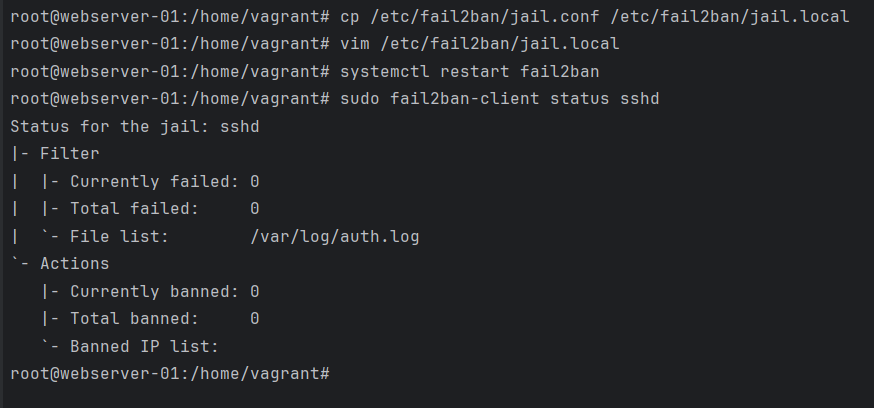 root@webserver-01:/home/vagrant# cp /etc/fail2ban/jail.conf /etc/fail2ban/jail.local
root@webserver-01:/home/vagrant# vim /etc/fail2ban/jail.local
root@webserver-01:/home/vagrant# systemctl restart fail2ban
root@webserver-01:/home/vagrant# sudo fail2ban-client status sshd
Status for the jail: sshd
|- Filter
|  |- Currently failed: 0
|  |- Total failed:     0
|  `- File list:        /var/log/auth.log
`- Actions
   |- Currently banned: 0
   |- Total banned:     0
   `- Banned IP list:
root@webserver-01:/home/vagrant#